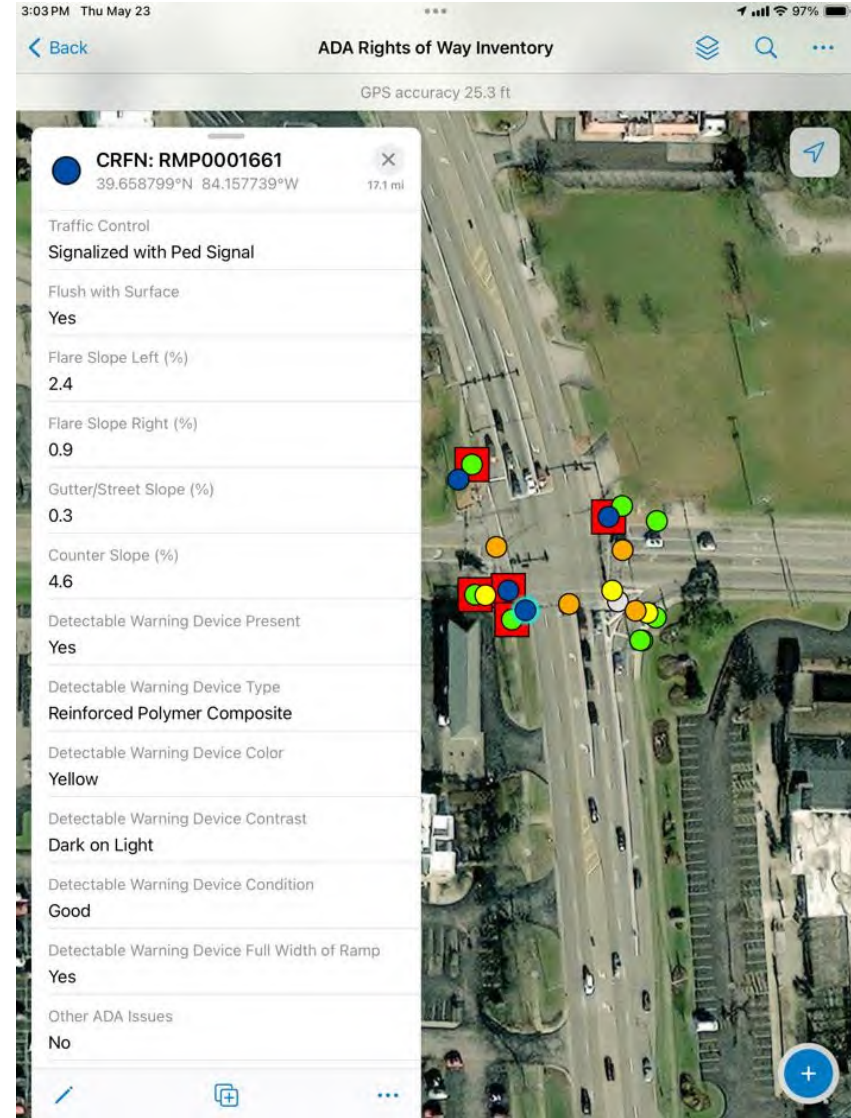 3:03 PM Thu May 23
97%
Back
ADA Rights of Way Inventory
GPS accuracy 25.3 ft
CRFN: RMP0001661
39.658799°N 84.157739°W
17.1 mi
Traffic Control
Signalized with Ped Signal
Flush with Surface
Yes
Flare Slope Left (%)
2.4
Flare Slope Right (%)
0.9
Gutter/Street Slope (%)
0.3
Counter Slope (%)
4.6
Detectable Warning Device Present
Yes
Detectable Warning Device Type
Reinforced Polymer Composite
Detectable Warning Device Color
Yellow
Detectable Warning Device Contrast
Dark on Light
Detectable Warning Device Condition
Good
Detectable Warning Device Full Width of Ramp
Yes
Other ADA Issues
No